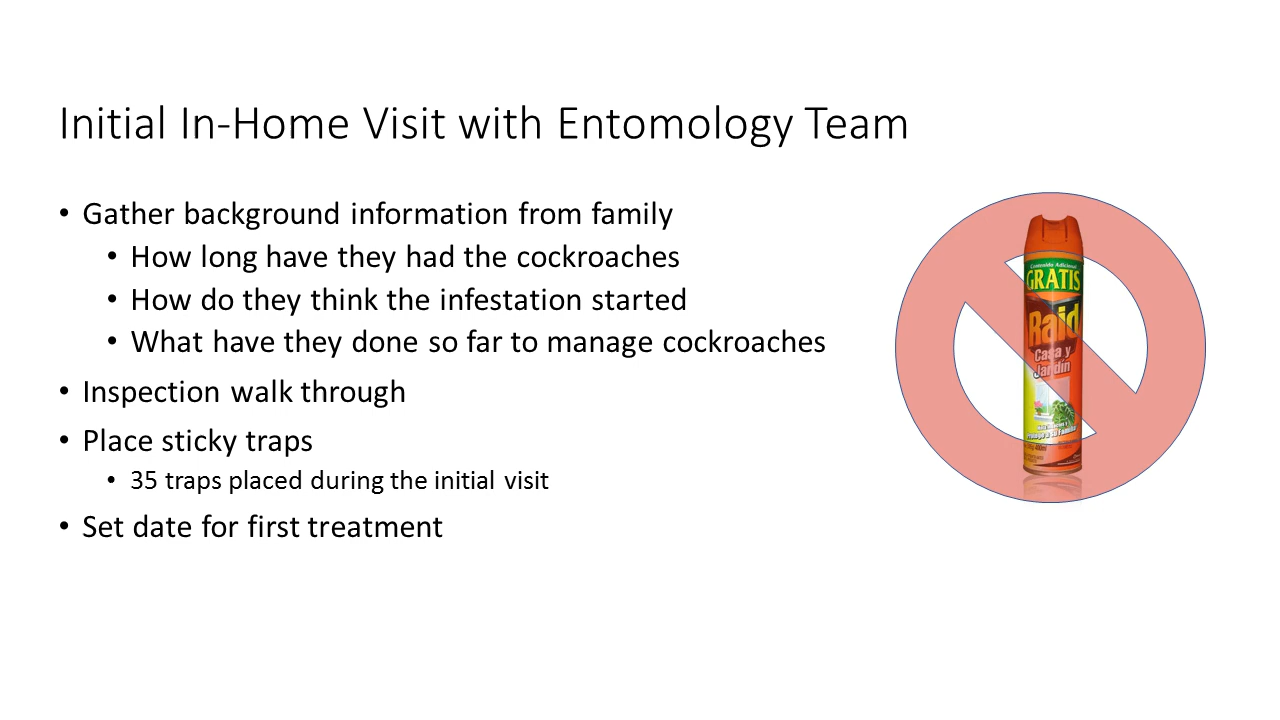 Initial In-Home Visit with Entomology Team
• Gather background information from family
• How long have they had the cockroaches
• How do they think the infestation started
• What have they done so far to manage cockroaches
• Inspection walk through
• Place sticky traps
• 35 traps placed during the initial visit
• Set date for first treatment
Contenido Adicional
GRATIS
Raid
Casa y
Jardín